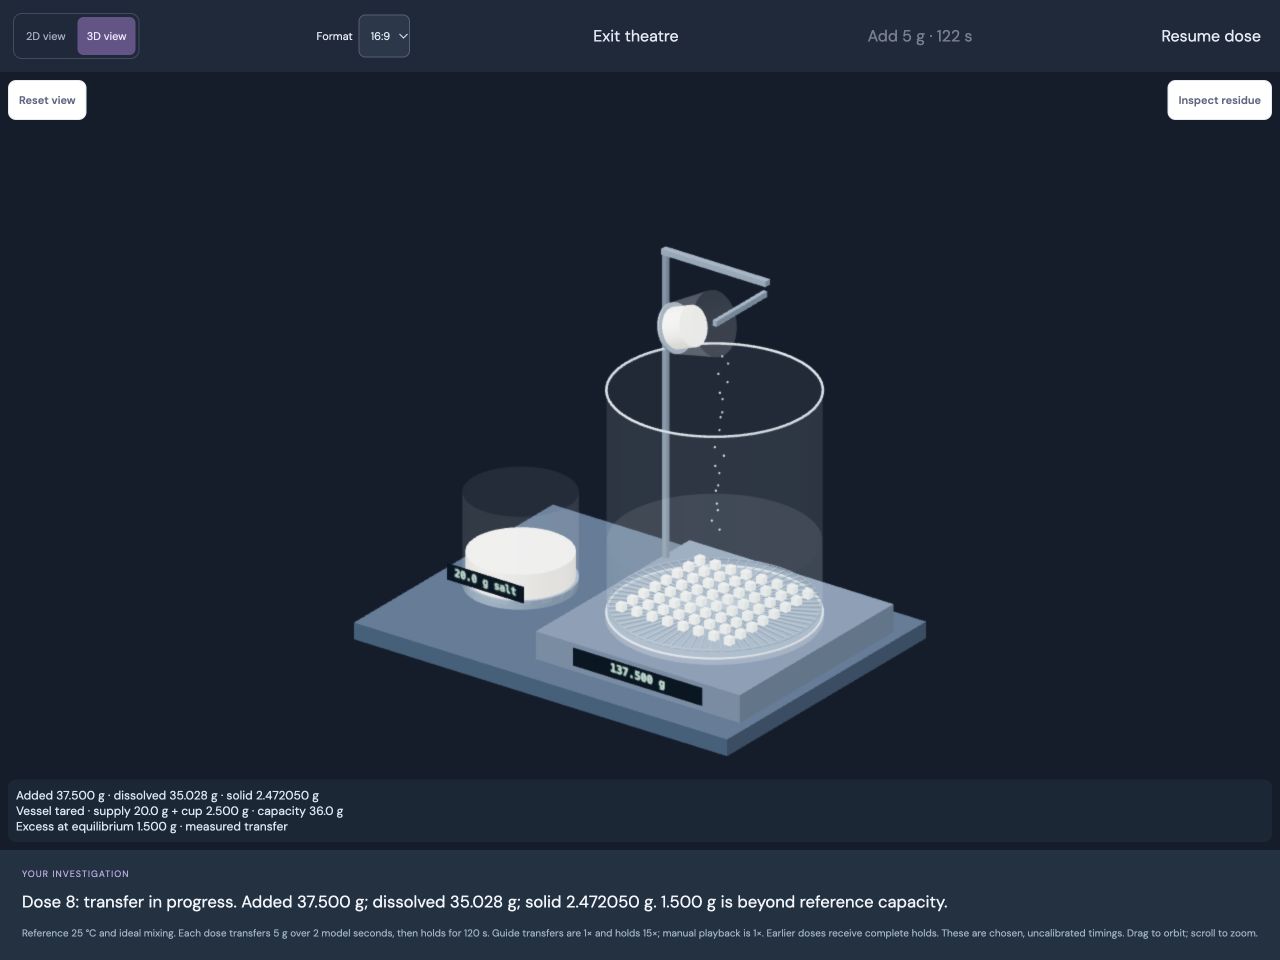 2D view
3D view
Format
16:9
Exit theatre
Add 5 g · 122 s
Resume dose
Reset view
Inspect residue
20.0 g salt
137.500 g
Added 37.500 g · dissolved 35.028 g · solid 2.472050 g
Vessel tared · supply 20.0 g + cup 2.500 g · capacity 36.0 g
Excess at equilibrium 1.500 g · measured transfer
YOUR INVESTIGATION
Dose 8: transfer in progress. Added 37.500 g; dissolved 35.028 g; solid 2.472050 g. 1.500 g is beyond reference capacity.
Reference 25 °C and ideal mixing. Each dose transfers 5 g over 2 model seconds, then holds for 120 s. Guide transfers are 1× and holds 15×; manual playback is 1×. Earlier doses receive complete holds. These are chosen, uncalibrated timings. Drag to orbit; scroll to zoom.